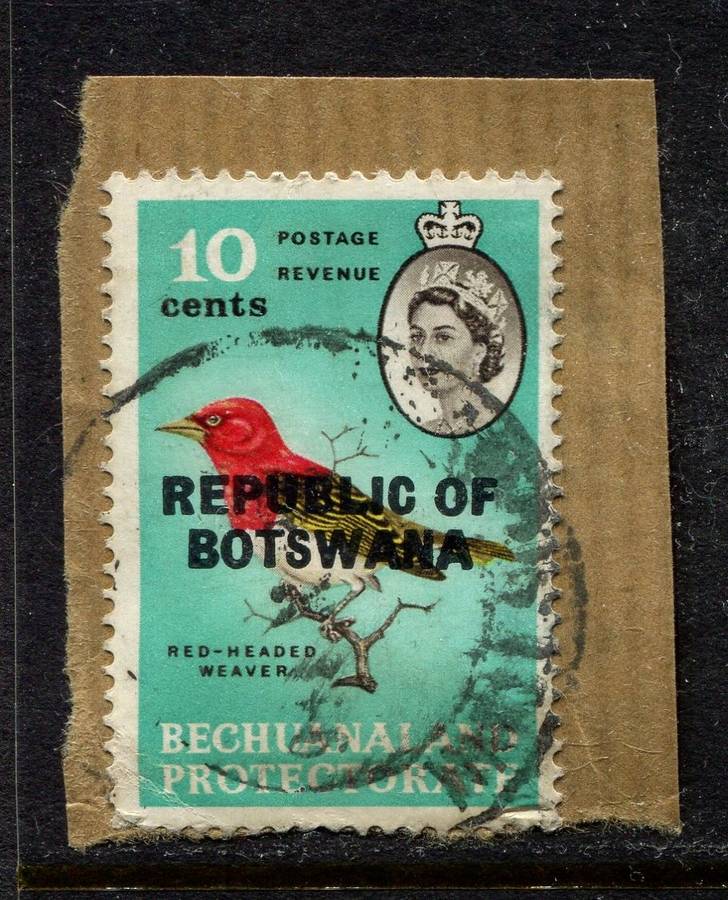 10
cents
POSTAGE
REVENUE
REPUBLIC OF
BOTSWANA
RED-HEADED
WEAVER
BECHUANALAND
PROTECTORATE